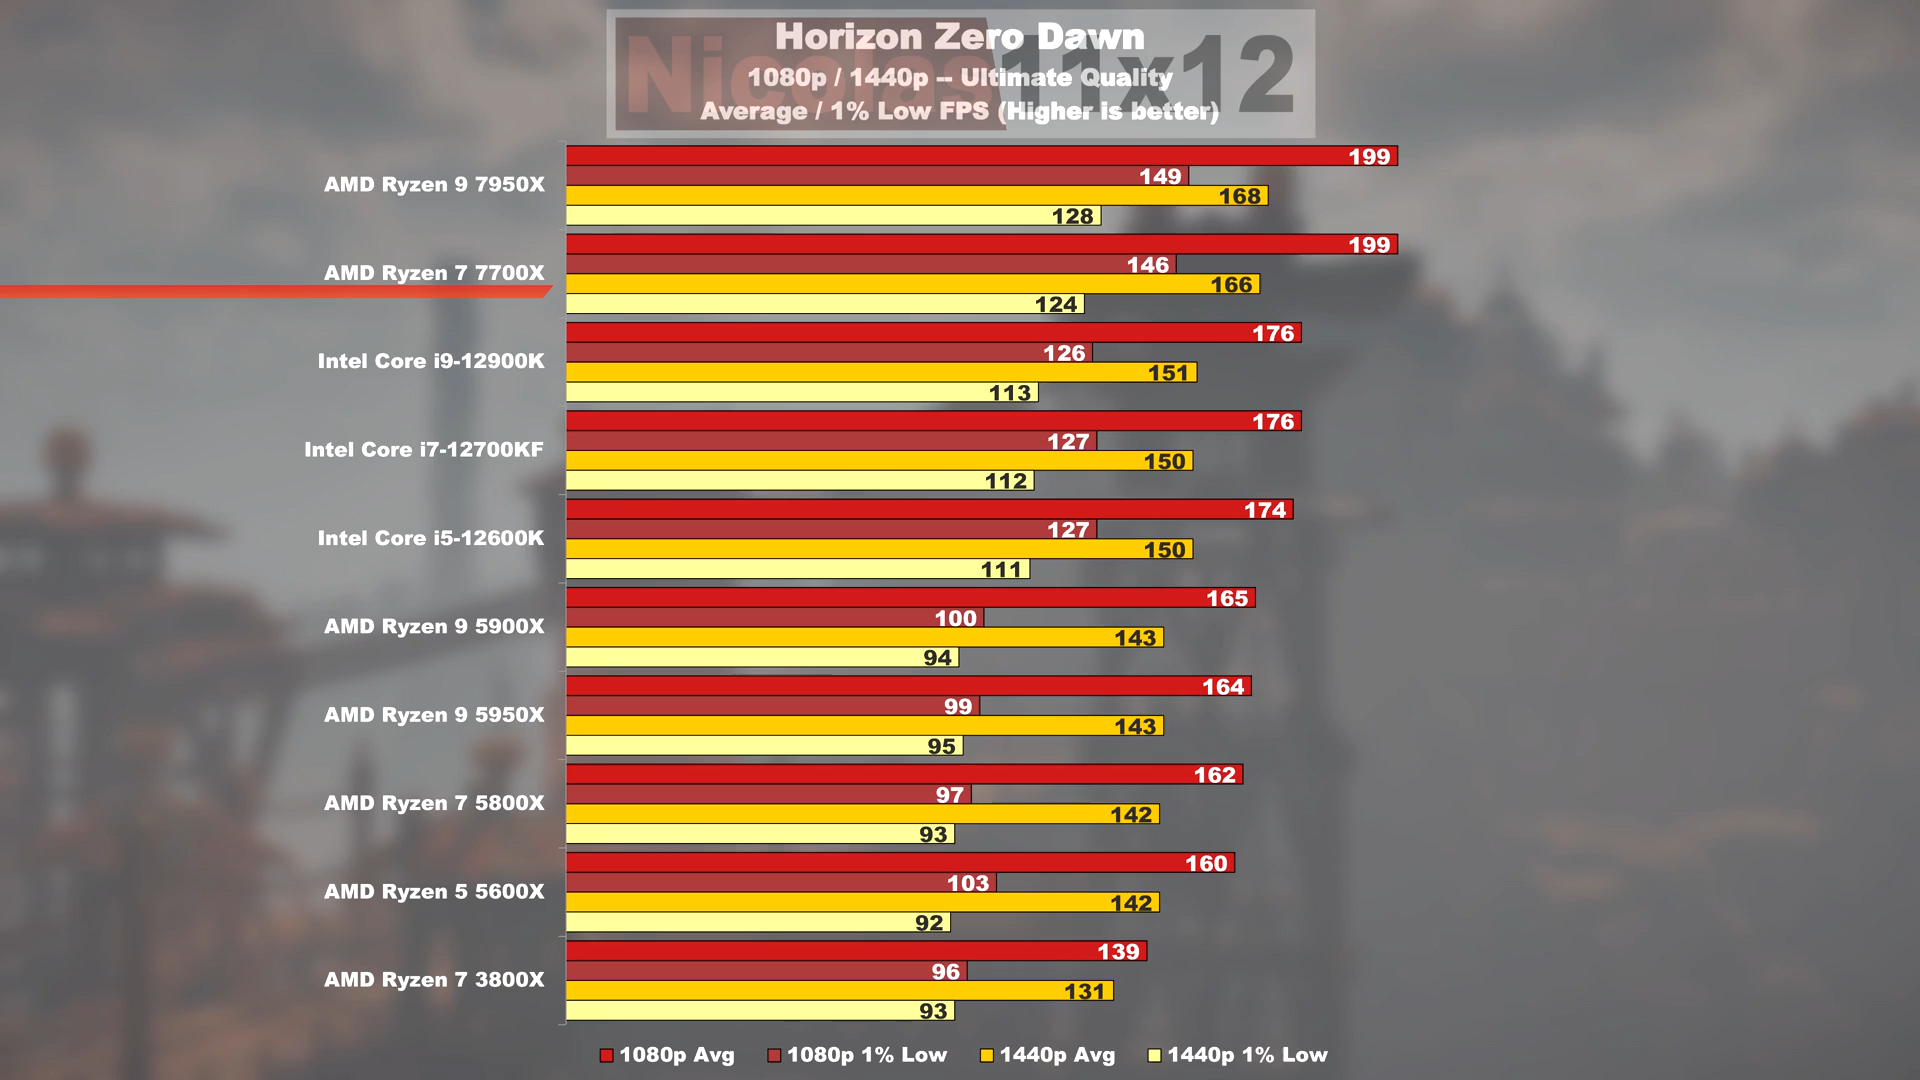 Nicolas11x12
Horizon Zero Dawn
1080p / 1440p -- Ultimate Quality
Average / 1% Low FPS (Higher is better)
AMD Ryzen 9 7950X
199
149
168
128
AMD Ryzen 7 7700X
199
146
166
124
Intel Core i9-12900K
176
126
151
113
Intel Core i7-12700KF
176
127
150
112
Intel Core i5-12600K
174
127
150
111
AMD Ryzen 9 5900X
165
100
143
94
AMD Ryzen 9 5950X
164
99
143
95
AMD Ryzen 7 5800X
162
97
142
93
AMD Ryzen 5 5600X
160
103
142
92
AMD Ryzen 7 3800X
139
96
131
93
1080p Avg 1080p 1% Low 1440p Avg 1440p 1% Low